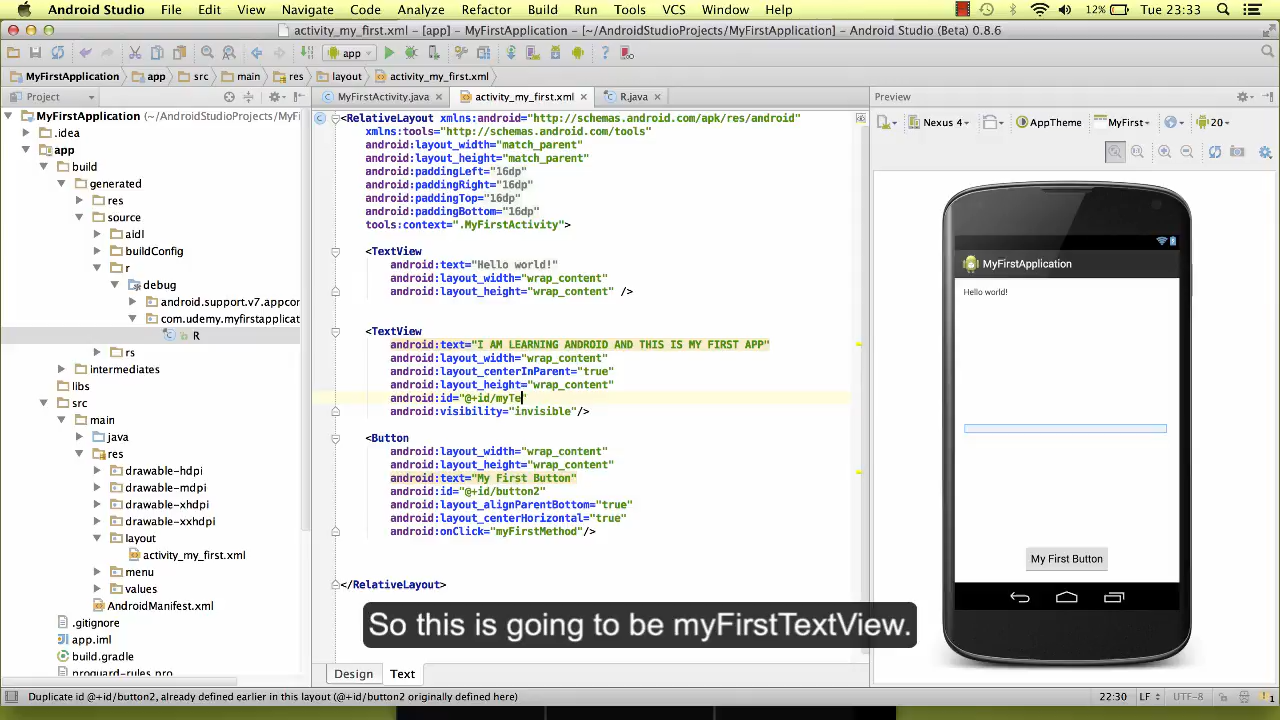 Android Studio File Edit View Navigate Code Analyze Refactor Build Run Tools VCS Window Help 12% Tue 23:33
activity_my_first.xml - [app] - MyFirstApplication - [~/AndroidStudioProjects/MyFirstApplication] - Android Studio (Beta) 0.8.6
app
MyFirstApplication app src main res layout activity_my_first.xml
Project
MyFirstActivity.java activity_my_first.xml R.java
Preview
MyFirstApplication (~/AndroidStudioProjects/MyFi
.idea
app
build
generated
res
source
aidl
buildConfig
r
debug
android.support.v7.appcor
com.udemy.myfirstapplicat
R
rs
intermediates
libs
src
main
java
res
drawable-hdpi
drawable-mdpi
drawable-xhdpi
drawable-xxhdpi
layout
activity_my_first.xml
menu
values
AndroidManifest.xml
.gitignore
app.iml
build.gradle
proguard-rules.pro
<RelativeLayout xmlns:android="http://schemas.android.com/apk/res/android"
xmlns:tools="http://schemas.android.com/tools"
android:layout_width="match_parent"
android:layout_height="match_parent"
android:paddingLeft="16dp"
android:paddingRight="16dp"
android:paddingTop="16dp"
android:paddingBottom="16dp"
tools:context=".MyFirstActivity">
<TextView
android:text="Hello world!"
android:layout_width="wrap_content"
android:layout_height="wrap_content" />
<TextView
android:text="I AM LEARNING ANDROID AND THIS IS MY FIRST APP"
android:layout_width="wrap_content"
android:layout_centerInParent="true"
android:layout_height="wrap_content"
android:id="@+id/myTe"
android:visibility="invisible"/>
<Button
android:layout_width="wrap_content"
android:layout_height="wrap_content"
android:text="My First Button"
android:id="@+id/button2"
android:layout_alignParentBottom="true"
android:layout_centerHorizontal="true"
android:onClick="myFirstMethod"/>
</RelativeLayout>
Nexus 4 AppTheme MyFirst 20
MyFirstApplication
Hello world!
My First Button
So this is going to be myFirstTextView.
Design Text
Duplicate id @+id/button2, already defined earlier in this layout (@+id/button2 originally defined here) 22:30 LF UTF-8 1